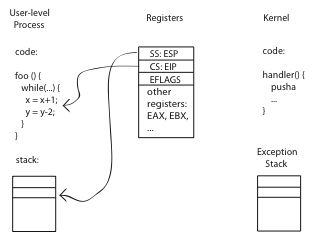 User-level
Process
Registers
Kernel
code:
foo () {
while(...) {
x = x+1;
y = y-2;
}
}
stack:
SS: ESP
CS: EIP
EFLAGS
other
registers:
EAX, EBX,
...
code:
handler() {
pusha
...
}
Exception
Stack